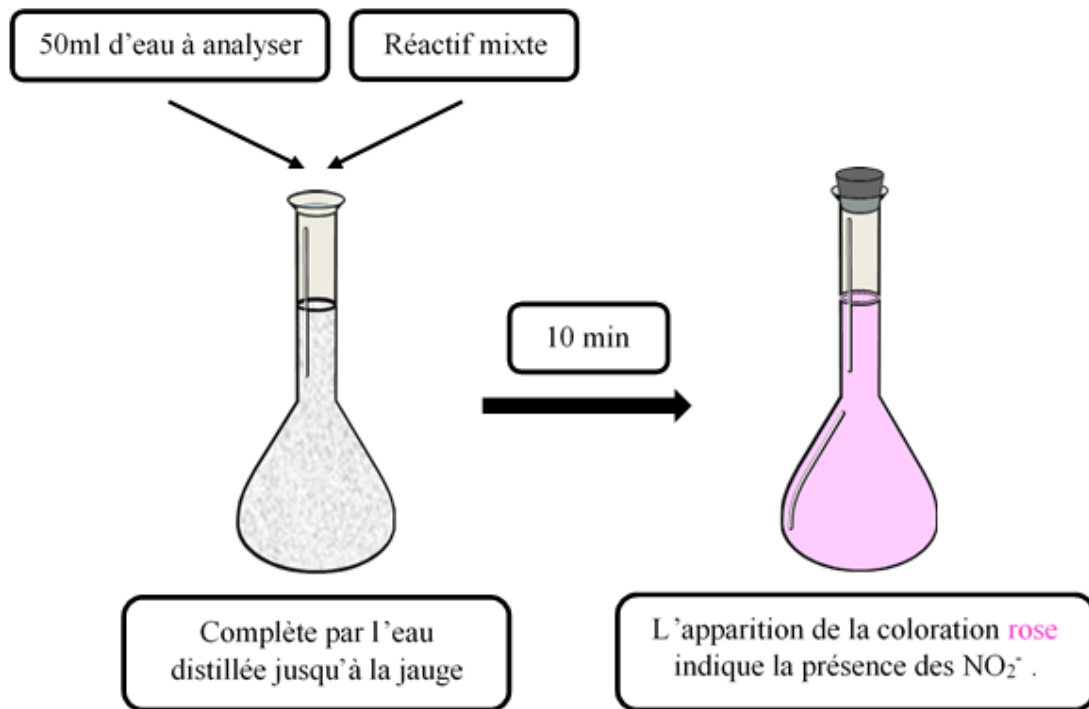 50ml d'eau à analyser
Réactif mixte
10 min
Complète par l'eau
distillée jusqu'à la jauge
L'apparition de la coloration rose
indique la présence des NO₂⁻ .